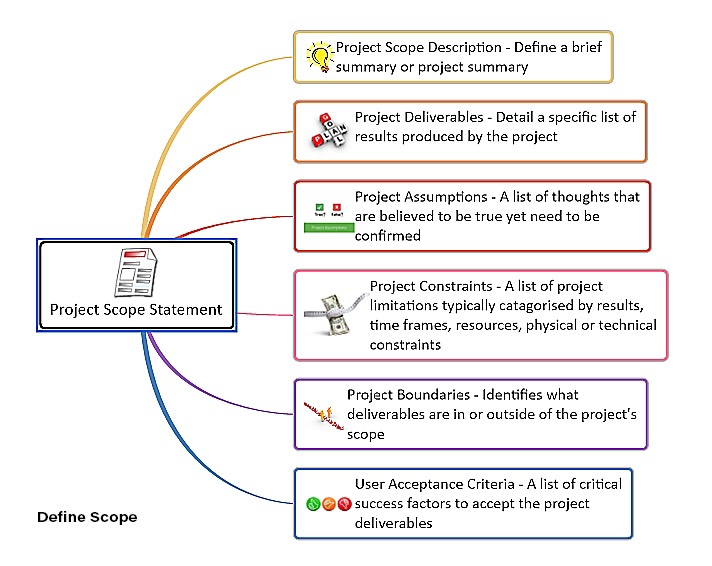 Project Scope Description - Define a brief
summary or project summary
GOAL
PLAN
Project Deliverables - Detail a specific list of
results produced by the project
True? False?
Project Assumptions
Project Assumptions - A list of thoughts that
are believed to be true yet need to be
confirmed
Project Scope Statement
Project Constraints - A list of project
limitations typically catagorised by results,
time frames, resources, physical or technical
constraints
Project Boundaries - Identifies what
deliverables are in or outside of the project's
scope
User Acceptance Criteria - A list of critical
success factors to accept the project
deliverables
Define Scope